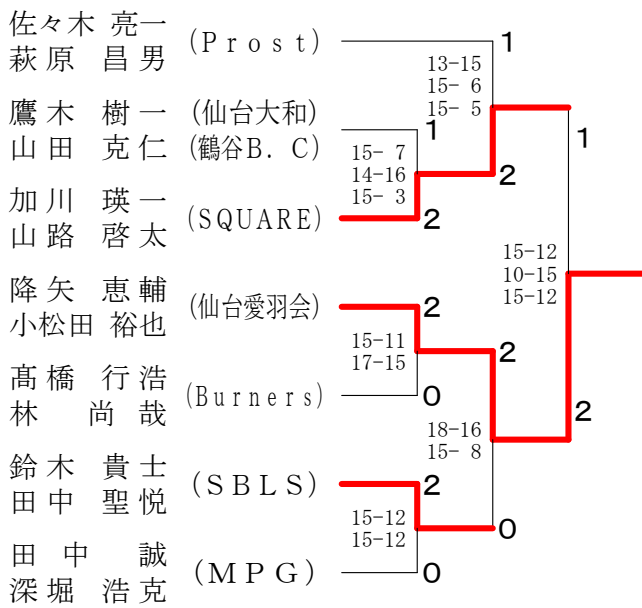 佐々木 亮一
萩原 昌男
(Prost)
鷹木 樹一 (仙台大和)
山田 克仁 (鶴谷B.C)
加川 瑛一
山路 啓太
(SQUARE)
降矢 恵輔
小松田 裕也
(仙台愛羽会)
髙橋 行浩
林 尚哉
(Burners)
鈴木 貴士
田中 聖悦
(SBLS)
田中 誠
深堀 浩克
(MPG)
1
13-15
15- 6
15- 5
1
15- 7
14-16
15- 3
2
2
1
15-12
10-15
15-12
2
15-11
17-15
2
0
2
18-16
15- 8
2
15-12
15-12
0
0